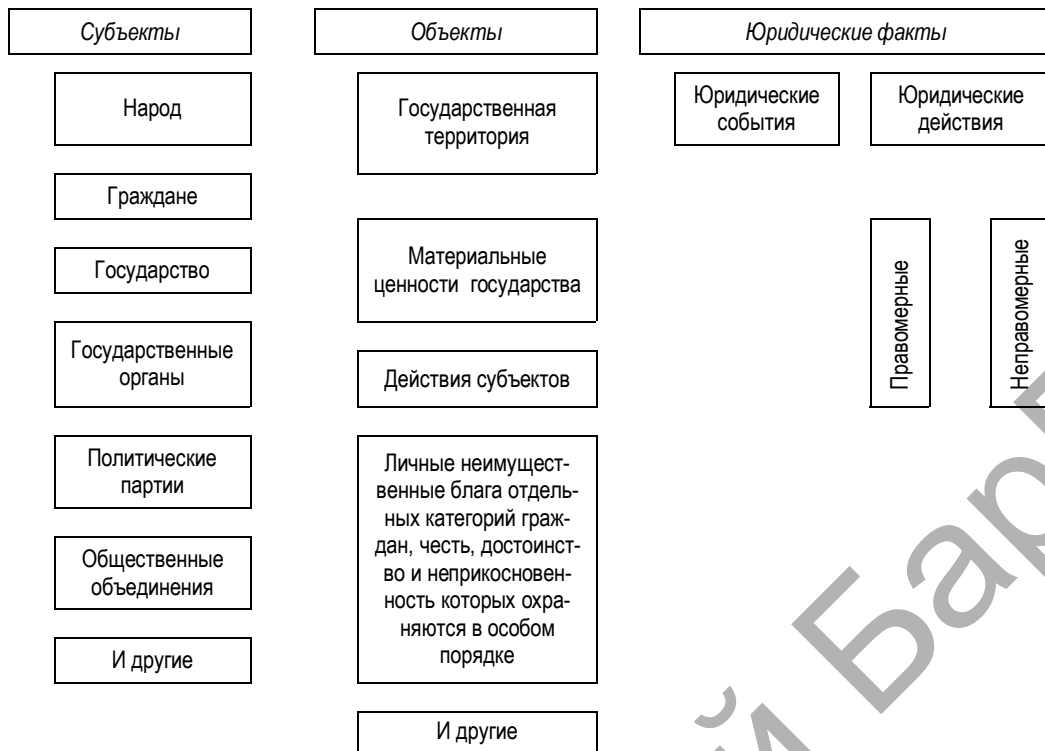 Субъекты
Народ
Граждане
Государство
Государственные
органы
Политические
партии
Общественные
объединения
И другие
Объекты
Государственная
территория
Материальные
ценности государства
Действия субъектов
Личные неимущест-
венные блага отдель-
ных категорий граж-
дан, честь, достоинст-
во и неприкосновен-
ность которых охра-
няются в особом
порядке
И другие
Юридические факты
Юридические
события
Юридические
действия
Правомерные
Неправомерные